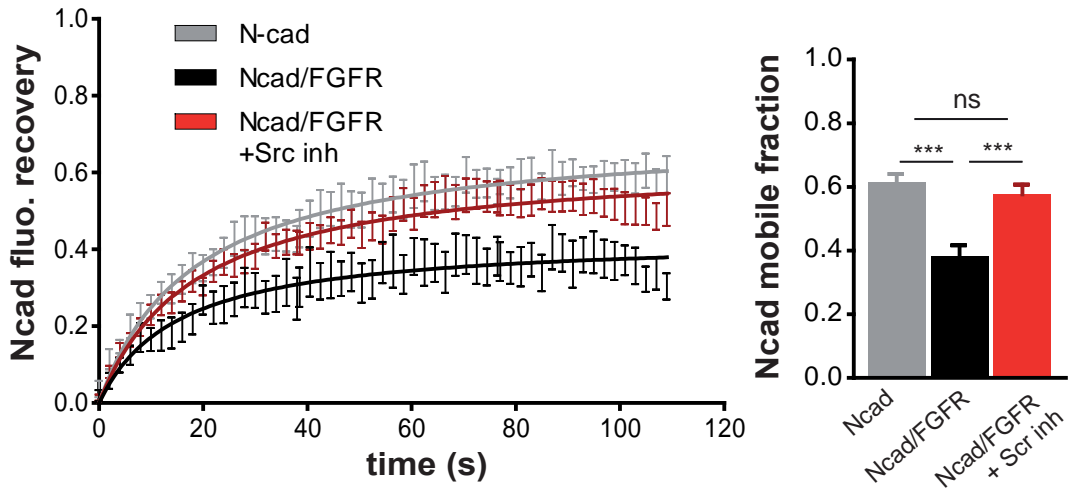 Ncad fluo. recovery
1.0
0.8
0.6
0.4
0.2
0.0
0
20
40
60
80
100
120
time (s)
N-cad
Ncad/FGFR
Ncad/FGFR
+Src inh
Ncad mobile fraction
1.0
0.8
0.6
0.4
0.2
0.0
ns
***
***
Ncad
Ncad/FGFR
Ncad/FGFR
+ Scr inh